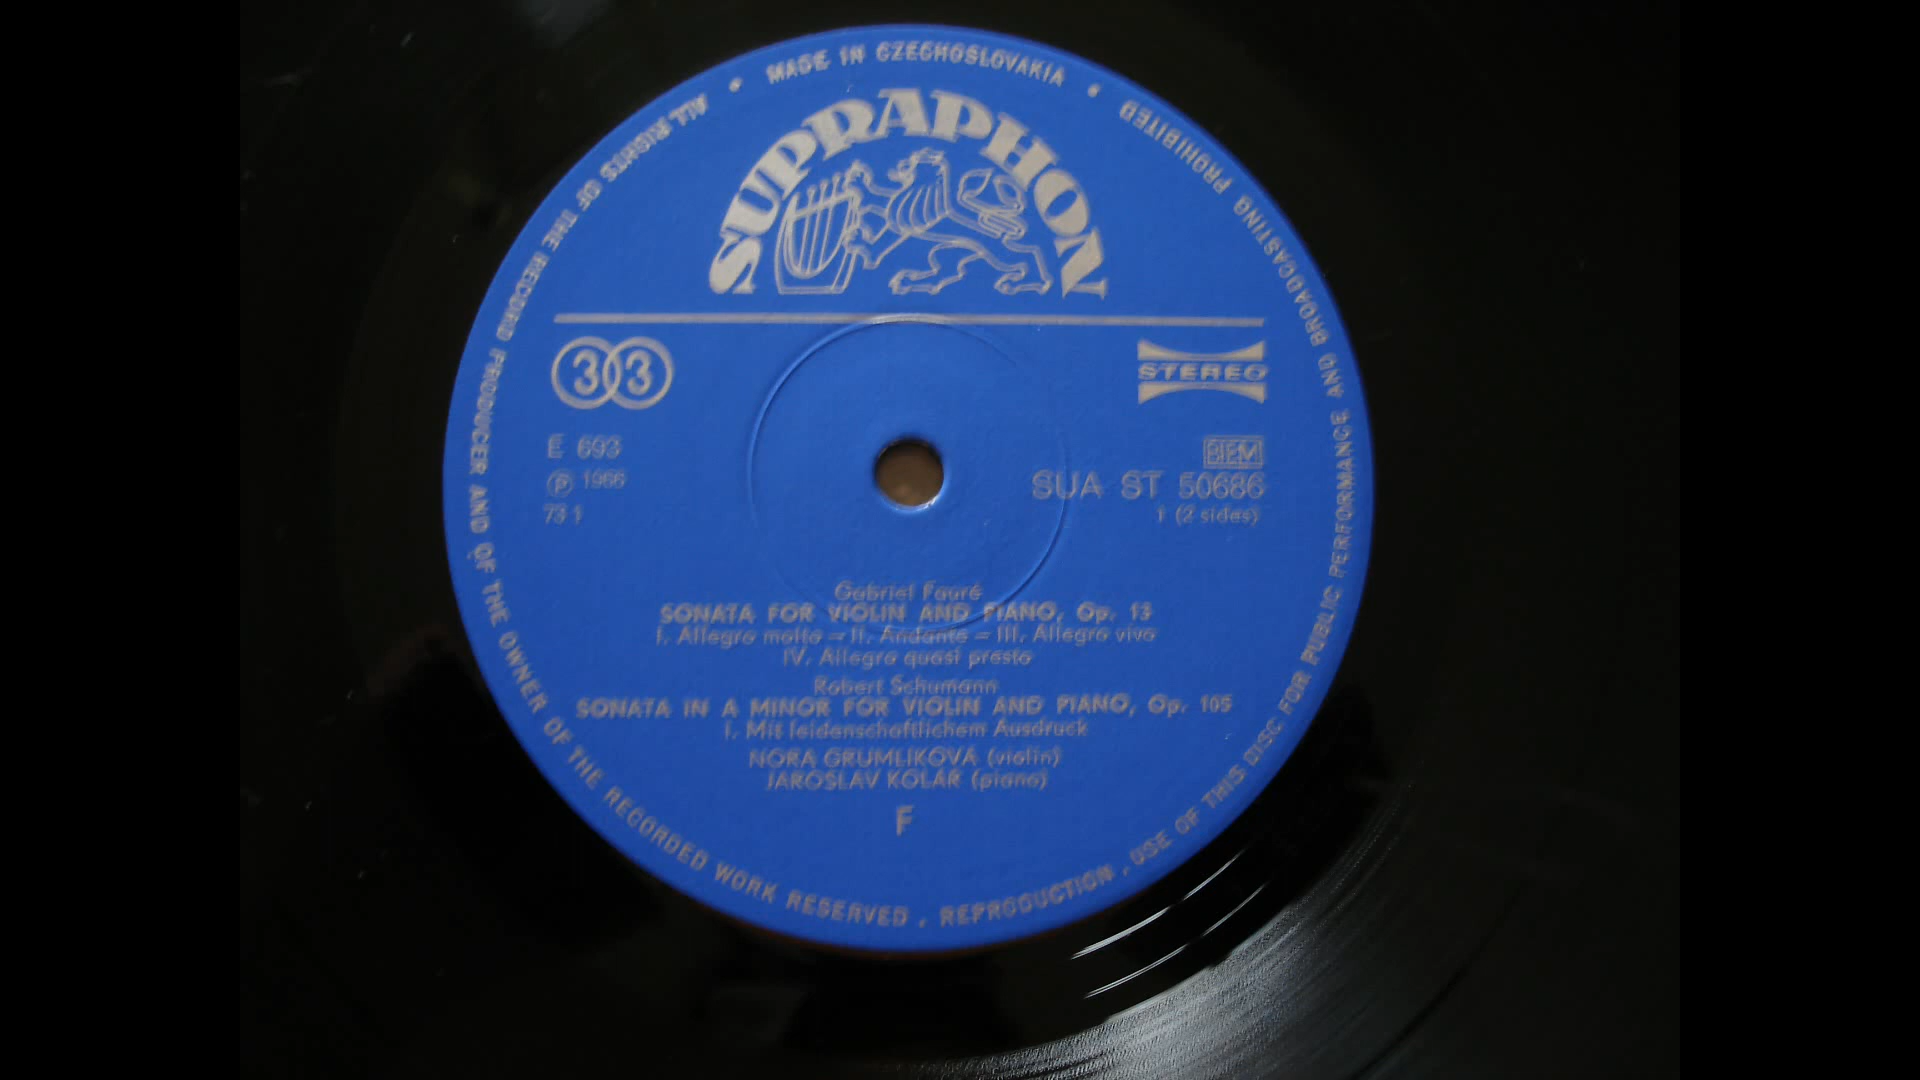 MADE IN CZECHOSLOVAKIA • ALL RIGHTS OF THE RECORD PRODUCER AND OF THE OWNER OF THE RECORDED WORK RESERVED . REPRODUCTION , USE OF THIS DISC FOR PUBLIC PERFORMANCE AND BROADCASTING PROHIBITED •
SUPRAPHON
33
STEREO
E 693
BIEM
℗ 1966
SUA ST 50686
73 1
1 (2 sides)
Gabriel Fauré
SONATA FOR VIOLIN AND PIANO, Op. 13
I. Allegro molto – II. Andante – III. Allegro vivo
IV. Allegro quasi presto
Robert Schumann
SONATA IN A MINOR FOR VIOLIN AND PIANO, Op. 105
I. Mit leidenschaftlichem Ausdruck
NORA GRUMLÍKOVÁ (violin)
JAROSLAV KOLÁŘ (piano)
F